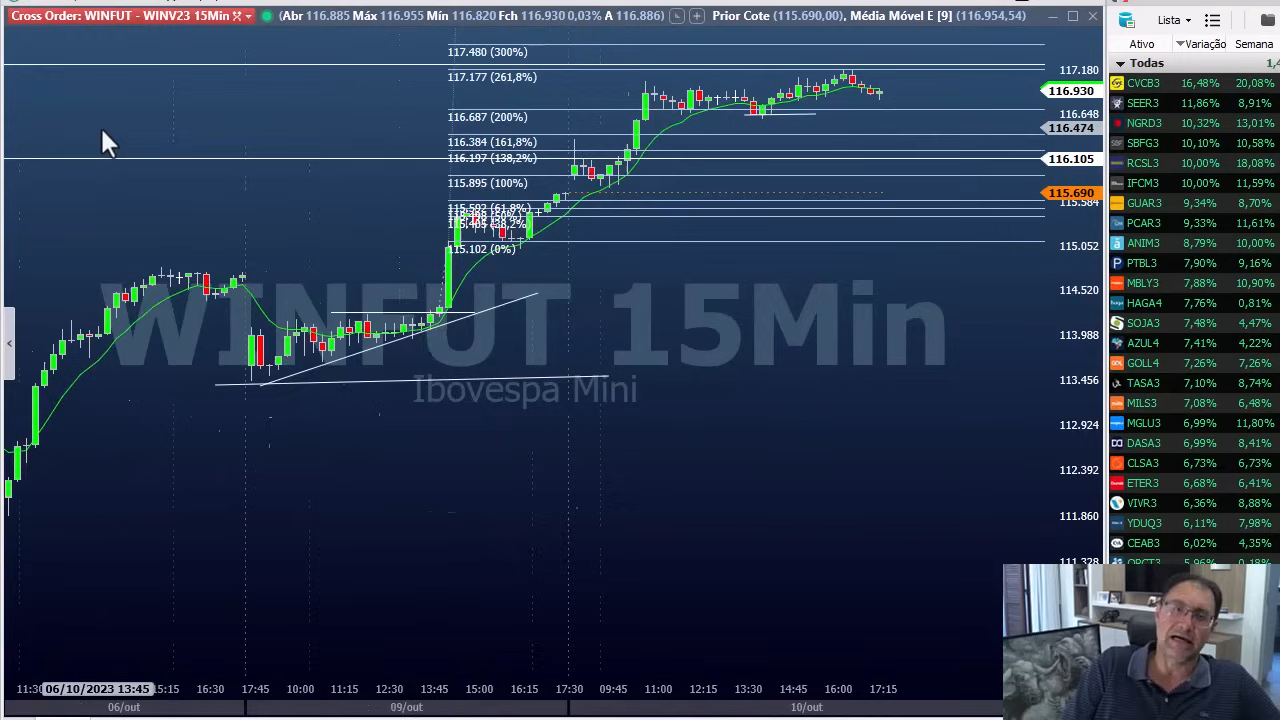 Cross Order: WINFUT - WINV23 15Min
(Abr 116.885 Máx 116.955 Min 116.820 Fch 116.930 0,03% A 116.886)
Prior Cote (115.690,00), Média Móvel E [9] (116.954,54)
Lista
Ativo Variação Semana
Todas
CVCB3 16,48% 20,08%
SEER3 11,86% 8,91%
NGRD3 10,32% 13,01%
SBFG3 10,10% 10,58%
RCSL3 10,00% 18,08%
IFCM3 10,00% 11,59%
GUAR3 9,34% 8,70%
PCAR3 9,33% 11,61%
ANIM3 8,79% 10,00%
PTBL3 7,90% 9,16%
MBLY3 7,88% 10,90%
HAGA4 7,76% 0,81%
SOJA3 7,48% 4,47%
AZUL4 7,41% 4,22%
GOLL4 7,36% 4,66%
TASA3 7,10% 8,74%
MILS3 7,08% 6,48%
MGLU3 6,99% 11,80%
DASA3 6,99% 8,41%
CLSA3 6,73% 6,73%
ETER3 6,68% 6,41%
VIVR3 6,36% 8,88%
YDUQ3 6,11% 7,98%
CEAB3 6,02% 4,35%
117.480 (300%)
117.177 (261,8%)
116.687 (200%)
116.384 (161,8%)
116.197 (138,2%)
115.895 (100%)
115.592 (61,8%)
115.102 (0%)
117.180
116.930
116.648
116.474
116.105
115.690
115.584
115.052
114.520
113.988
113.456
112.924
112.392
111.860
111.328
WINFUT 15Min
Ibovespa Mini
11:30 06/10/2023 13:45 15:15 16:30 17:45 10:00 11:15 12:30 13:45 15:00 16:15 17:30 09:45 11:00 12:15 13:30 14:45 16:00 17:15
06/out 09/out 10/out